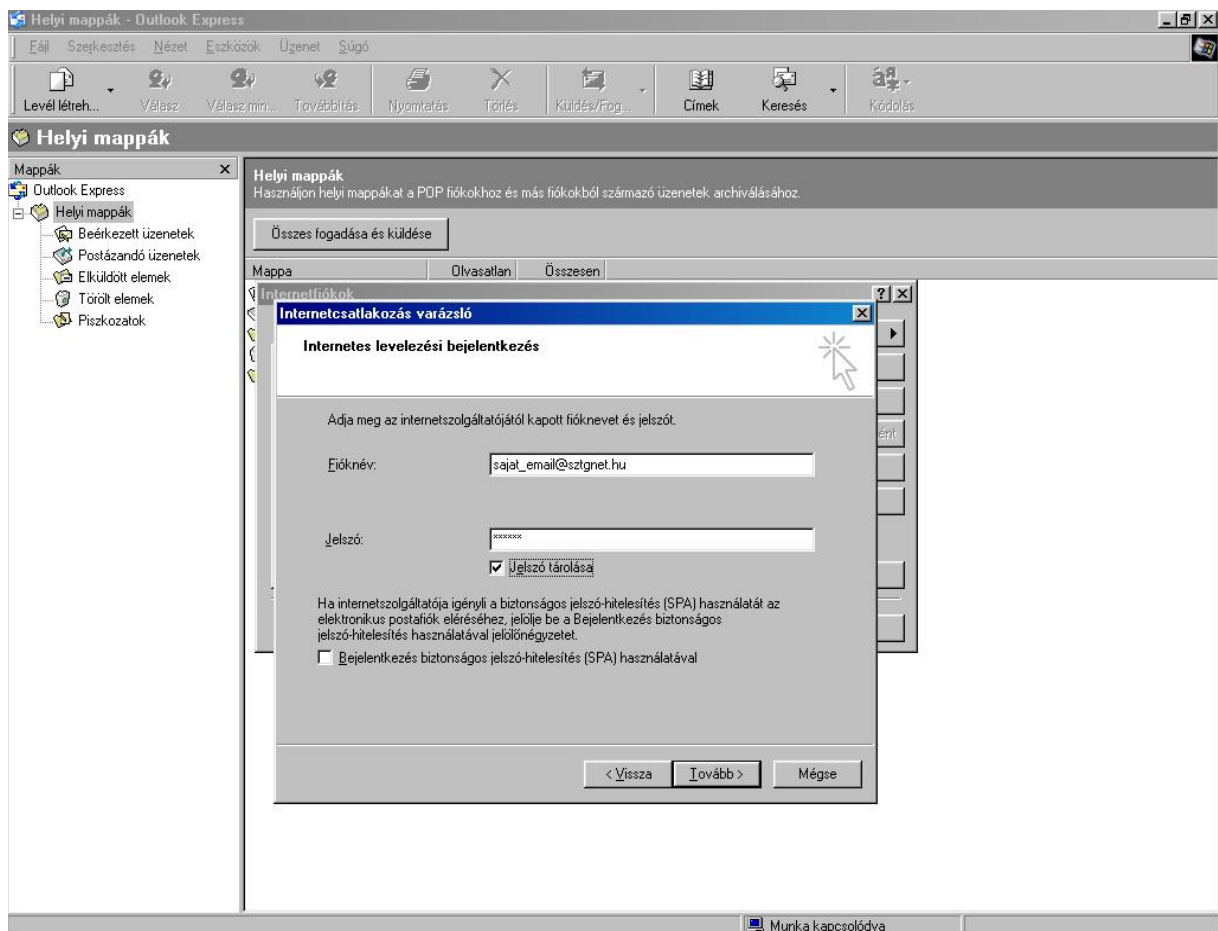 Helyi mappák - Outlook Express
Fájl Szerkesztés Nézet Eszközök Üzenet Súgó
Levél létreh... Válasz Válasz min... Továbbítás Nyomtatás Törlés Küldés/Fog... Címek Keresés Kódolás
Helyi mappák
Mappák
Outlook Express
Helyi mappák
Beérkezett üzenetek
Postázandó üzenetek
Elküldött elemek
Törölt elemek
Piszkozatok
Helyi mappák
Használjon helyi mappákat a POP fiókokhoz és más fiókokból származó üzenetek archiválásához.
Összes fogadása és küldése
Mappa Olvasatlan Összesen
Internetfiókok
Internetcsatlakozás varázsló
Internetes levelezési bejelentkezés
Adja meg az internetszolgáltatójától kapott fióknevet és jelszót.
ént
Fióknév: sajat_email@sztgnet.hu
Jelszó: xxxxxx
Jelszó tárolása
Ha internetszolgáltatója igényli a biztonságos jelszó-hitelesítés (SPA) használatát az
elektronikus postafiók eléréséhez, jelölje be a Bejelentkezés biztonságos
jelszó-hitelesítés használatával jelölőnégyzetet.
Bejelentkezés biztonságos jelszó-hitelesítés (SPA) használatával
< Vissza Tovább > Mégse
Munka kapcsolódva